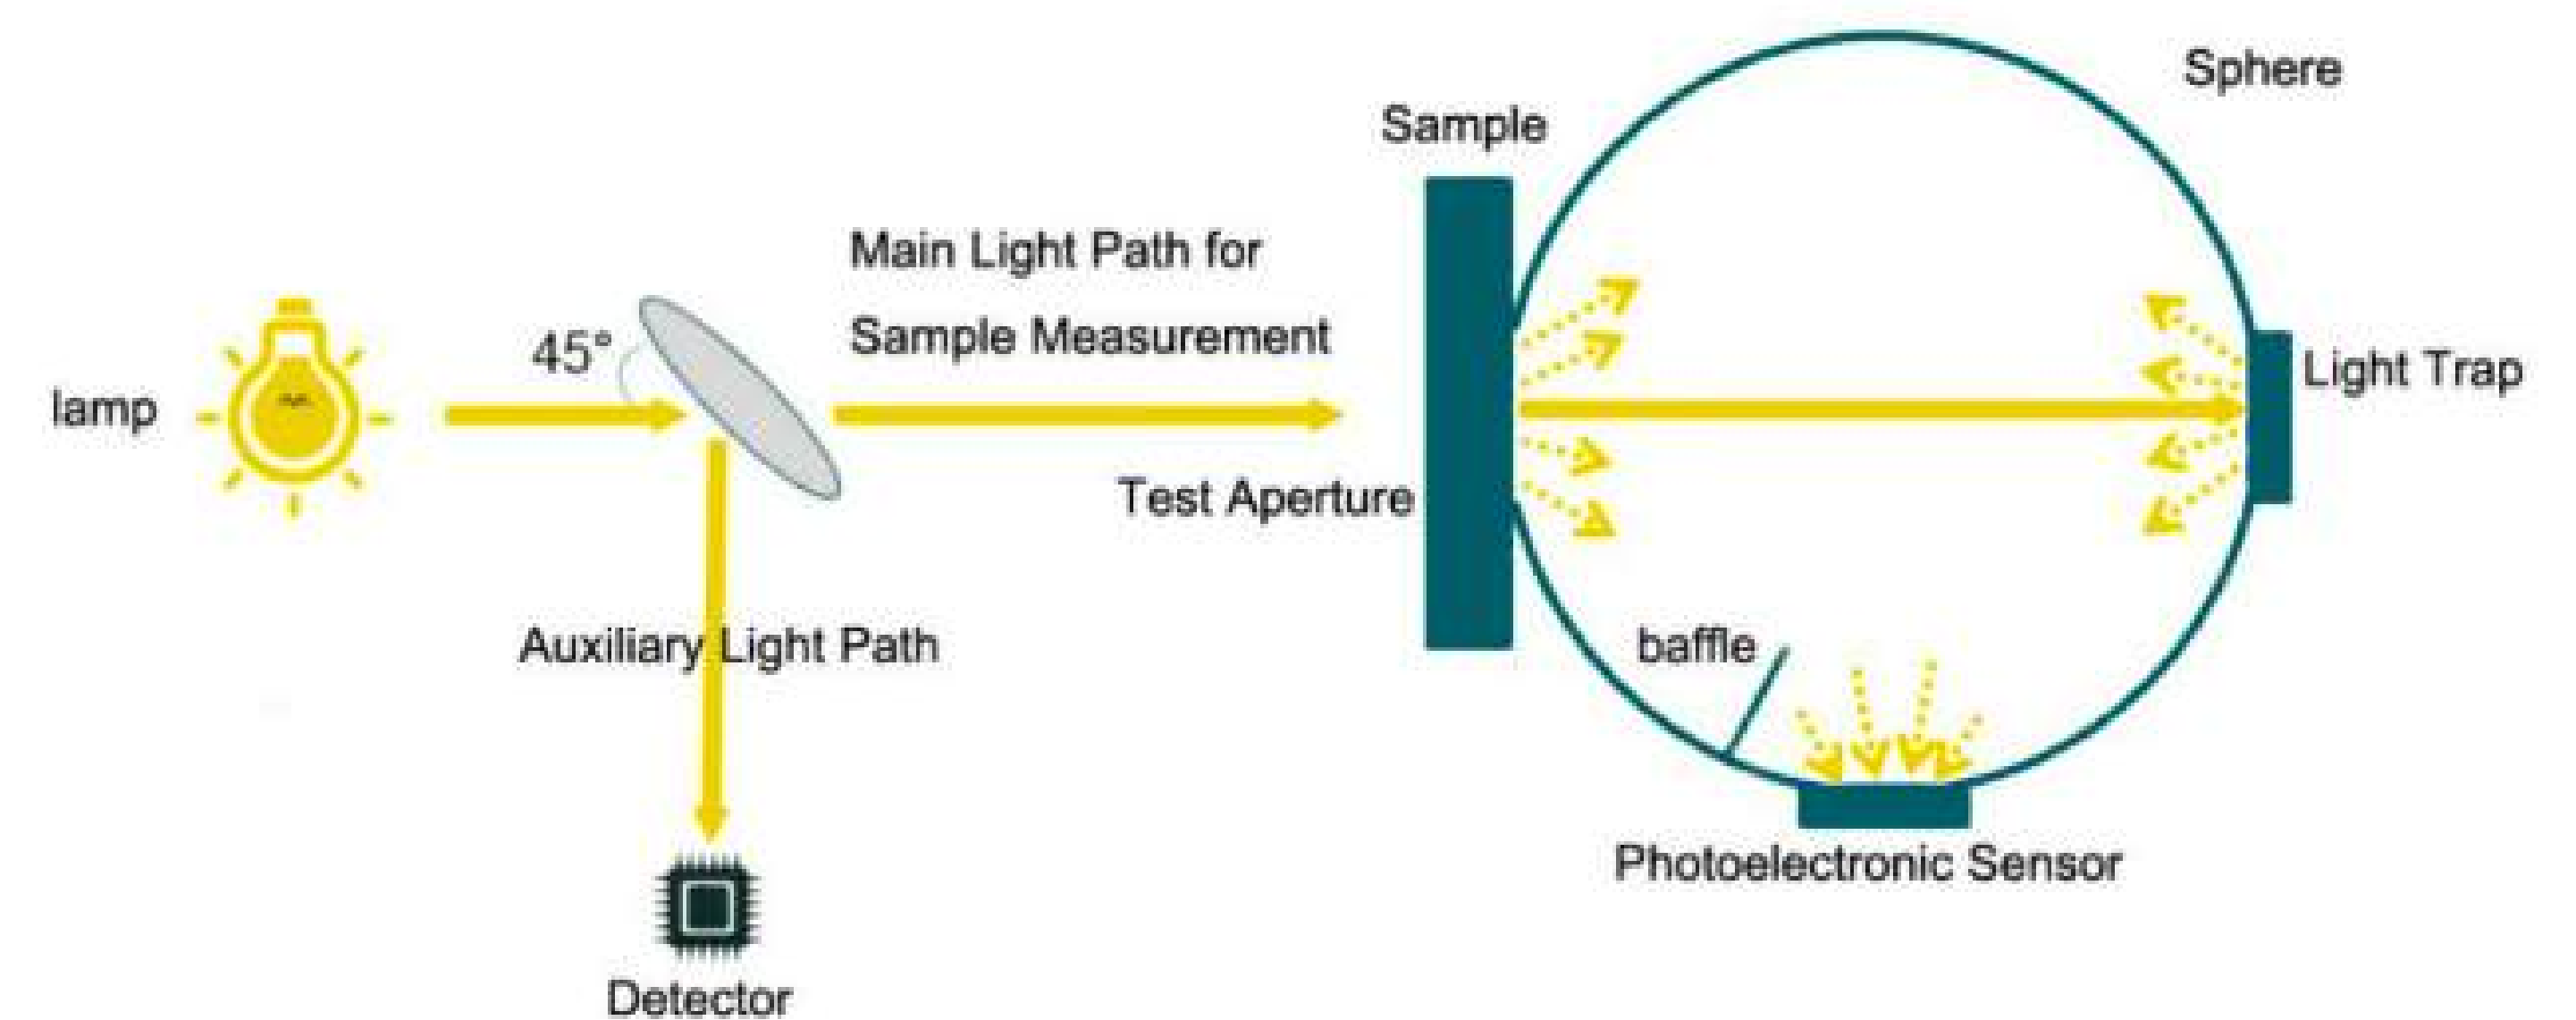 Sphere
Sample
Main Light Path for
45°
Sample Measurement
lamp
Light Trap
Test Aperture
Auxiliary Light Path
baffle
Photoelectronic Sensor
Detector